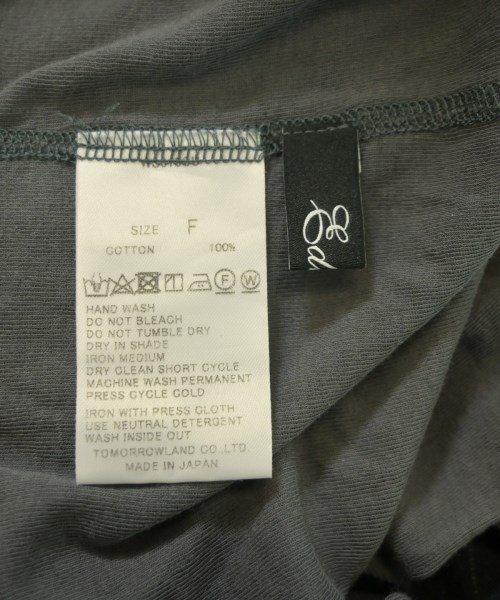 SIZE F
COTTON 100%
F W
HAND WASH
DO NOT BLEACH
DO NOT TUMBLE DRY
DRY IN SHADE
IRON MEDIUM
DRY CLEAN SHORT CYCLE
MACHINE WASH PERMANENT
PRESS CYCLE COLD
IRON WITH PRESS CLOTH
USE NEUTRAL DETERGENT
WASH INSIDE OUT
TOMORROWLAND CO.,LTD.
MADE IN JAPAN